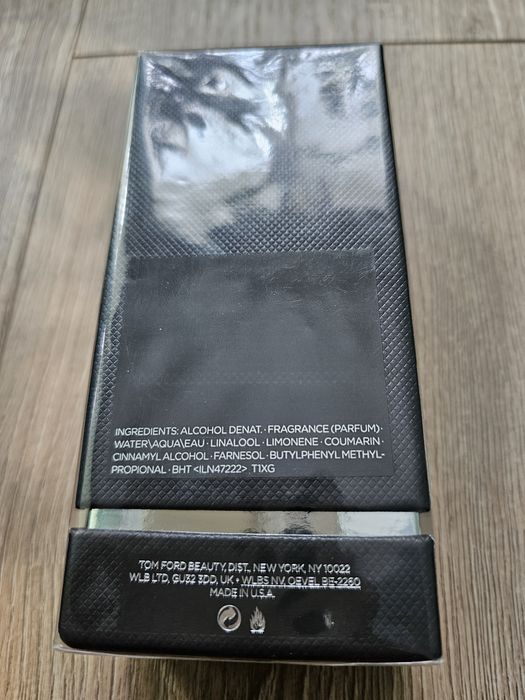 INGREDIENTS: ALCOHOL DENAT. · FRAGRANCE (PARFUM) ·
WATER\AQUA\EAU · LINALOOL · LIMONENE · COUMARIN ·
CINNAMYL ALCOHOL · FARNESOL · BUTYLPHENYL METHYL-
PROPIONAL · BHT <ILN47222> T1XG
TOM FORD BEAUTY, DIST., NEW YORK, NY 10022
WLB LTD, GU32 3DD, UK • WLBS NV, OEVEL BE-2260
MADE IN U.S.A.